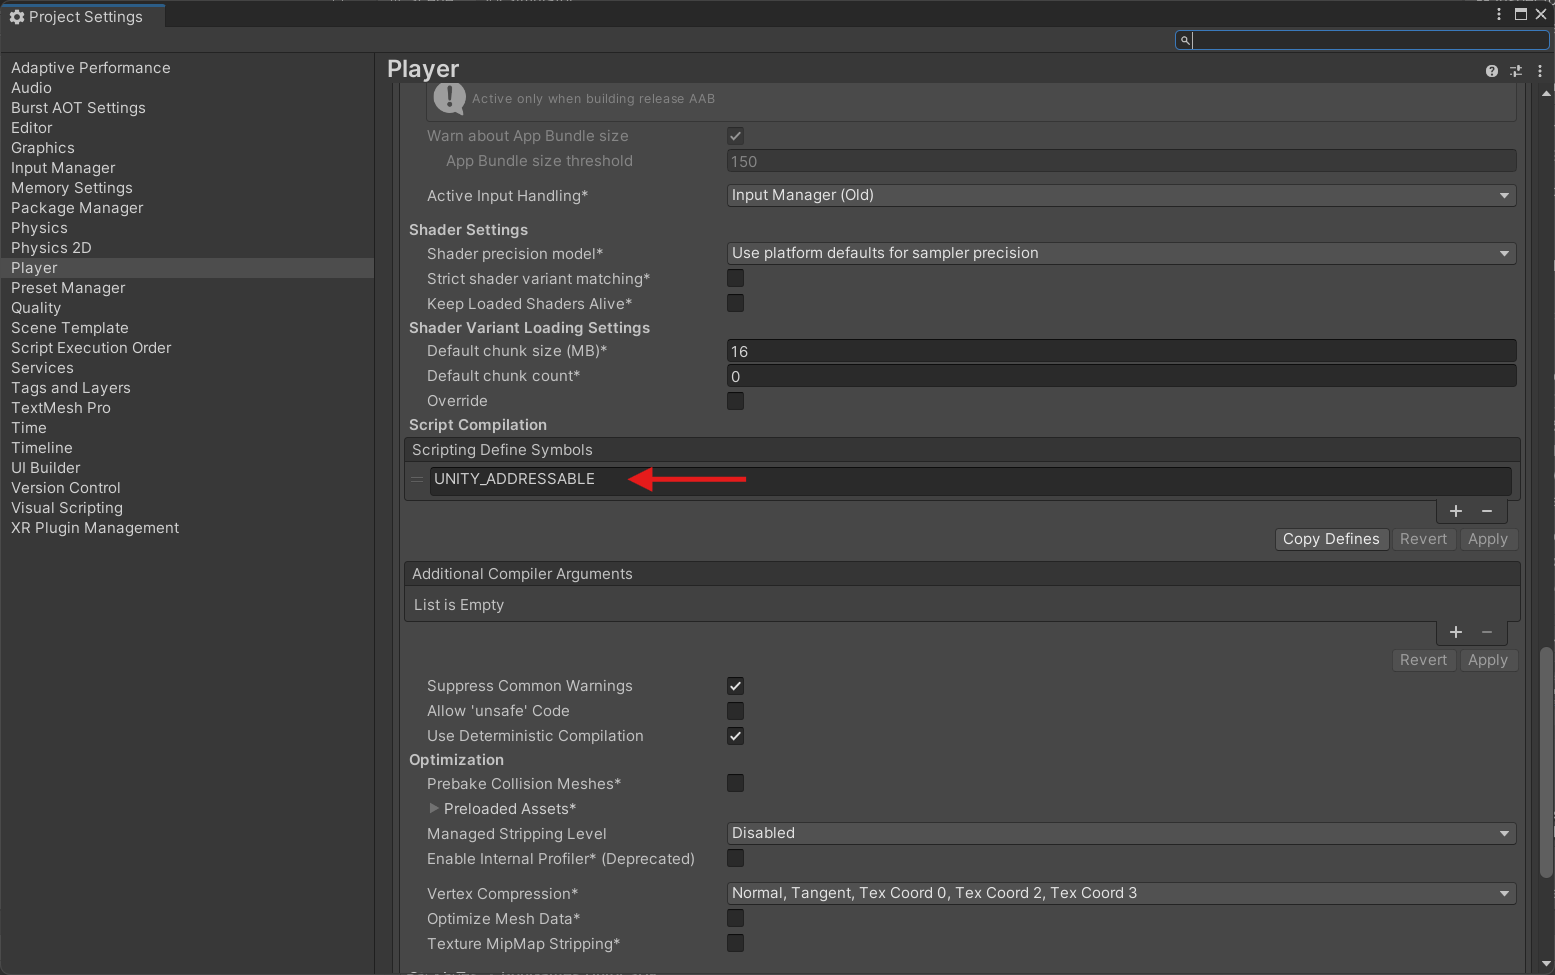 Project Settings
Adaptive Performance
Audio
Burst AOT Settings
Editor
Graphics
Input Manager
Memory Settings
Package Manager
Physics
Physics 2D
Player
Preset Manager
Quality
Scene Template
Script Execution Order
Services
Tags and Layers
TextMesh Pro
Time
Timeline
UI Builder
Version Control
Visual Scripting
XR Plugin Management
Player
Active only when building release AAB
Warn about App Bundle size
App Bundle size threshold 150
Active Input Handling* Input Manager (Old)
Shader Settings
Shader precision model* Use platform defaults for sampler precision
Strict shader variant matching*
Keep Loaded Shaders Alive*
Shader Variant Loading Settings
Default chunk size (MB)* 16
Default chunk count* 0
Override
Script Compilation
Scripting Define Symbols
UNITY_ADDRESSABLE
Copy Defines Revert Apply
Additional Compiler Arguments
List is Empty
Revert Apply
Suppress Common Warnings
Allow 'unsafe' Code
Use Deterministic Compilation
Optimization
Prebake Collision Meshes*
Preloaded Assets*
Managed Stripping Level Disabled
Enable Internal Profiler* (Deprecated)
Vertex Compression* Normal, Tangent, Tex Coord 0, Tex Coord 2, Tex Coord 3
Optimize Mesh Data*
Texture MipMap Stripping*